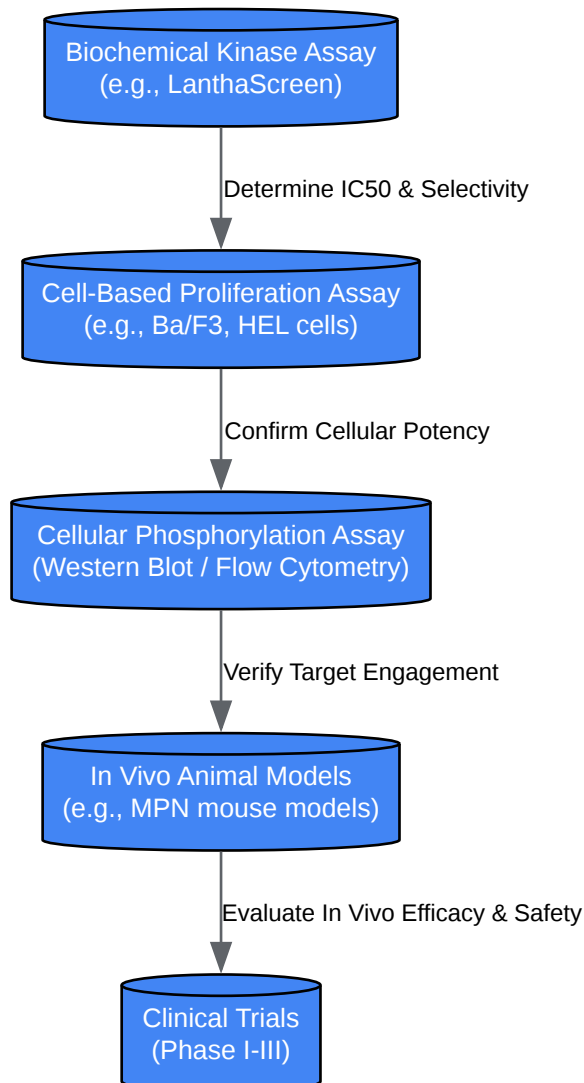 Biochemical Kinase Assay
(e.g., LanthaScreen)
Determine IC50 & Selectivity
Cell-Based Proliferation Assay
(e.g., Ba/F3, HEL cells)
Confirm Cellular Potency
Cellular Phosphorylation Assay
(Western Blot / Flow Cytometry)
Verify Target Engagement
In Vivo Animal Models
(e.g., MPN mouse models)
Evaluate In Vivo Efficacy & Safety
Clinical Trials
(Phase I-III)